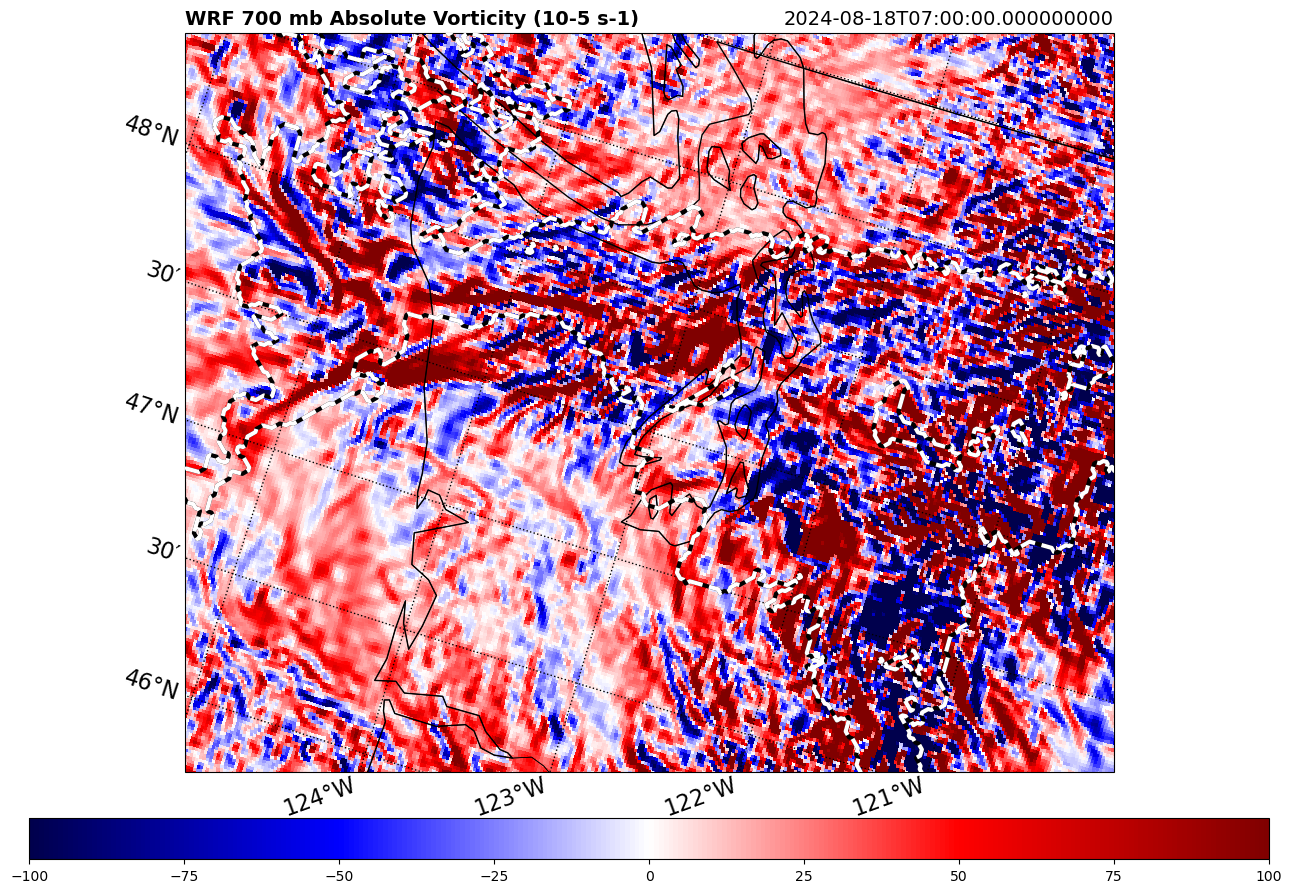 WRF 700 mb Absolute Vorticity (10-5 s-1) 2024-08-18T07:00:00.000000000
48°N
30′
47°N
30′
46°N
124°W 123°W 122°W 121°W
−100 −75 −50 −25 0 25 50 75 100